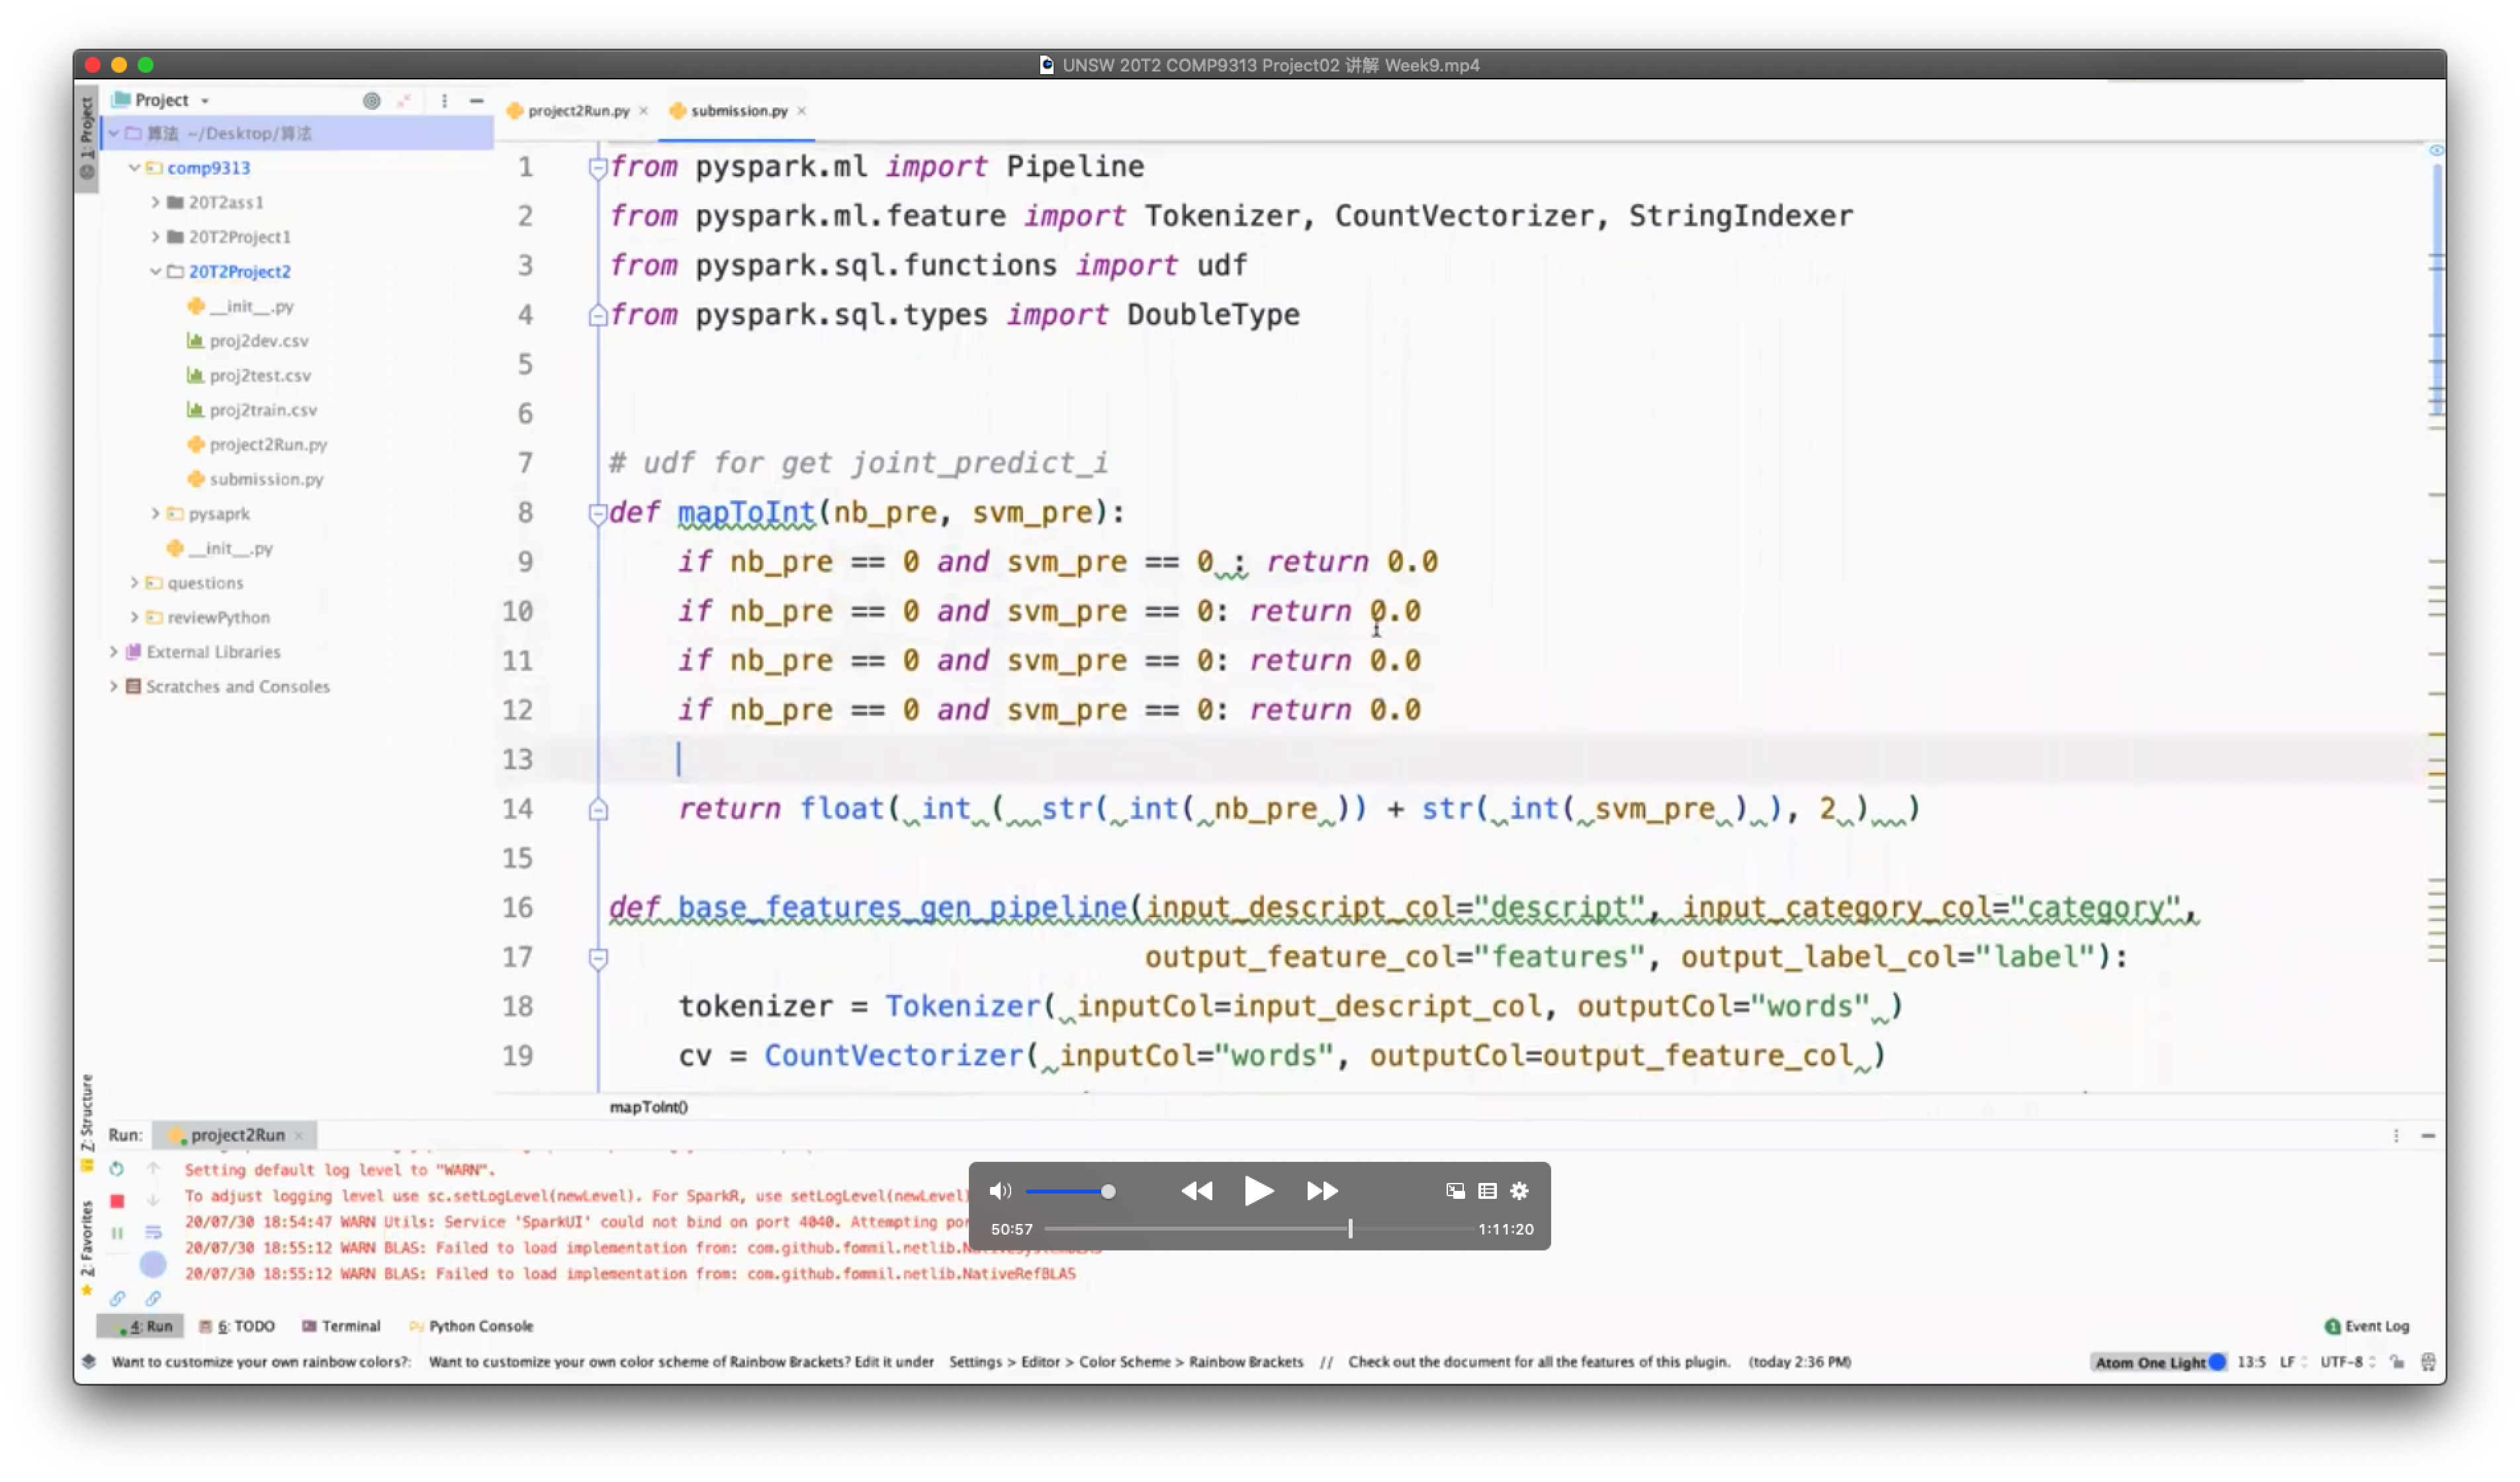 UNSW 20T2 COMP9313 Project02 讲解 Week9.mp4
1: Project
Project
project2Run.py
submission.py
算法 ~/Desktop/算法
comp9313
20T2ass1
20T2Project1
20T2Project2
__init__.py
proj2dev.csv
proj2test.csv
proj2train.csv
project2Run.py
submission.py
pysaprk
__init__.py
questions
reviewPython
External Libraries
Scratches and Consoles
1 from pyspark.ml import Pipeline
2 from pyspark.ml.feature import Tokenizer, CountVectorizer, StringIndexer
3 from pyspark.sql.functions import udf
4 from pyspark.sql.types import DoubleType
5
6
7 # udf for get joint_predict_i
8 def mapToInt(nb_pre, svm_pre):
9 if nb_pre == 0 and svm_pre == 0 : return 0.0
10 if nb_pre == 0 and svm_pre == 0: return 0.0
11 if nb_pre == 0 and svm_pre == 0: return 0.0
12 if nb_pre == 0 and svm_pre == 0: return 0.0
13
14 return float( int ( str( int( nb_pre )) + str( int( svm_pre ) ), 2 ) )
15
16 def base_features_gen_pipeline(input_descript_col="descript", input_category_col="category",
17 output_feature_col="features", output_label_col="label"):
18 tokenizer = Tokenizer( inputCol=input_descript_col, outputCol="words" )
19 cv = CountVectorizer( inputCol="words", outputCol=output_feature_col )
mapToInt()
Z: Structure
2: Favorites
Run: project2Run
Setting default log level to "WARN".
To adjust logging level use sc.setLogLevel(newLevel). For SparkR, use setLogLevel(newLevel)
20/07/30 18:54:47 WARN Utils: Service 'SparkUI' could not bind on port 4040. Attempting
20/07/30 18:55:12 WARN BLAS: Failed to load implementation from: com.github.fommil.netlib.NativeSystemBLAS
20/07/30 18:55:12 WARN BLAS: Failed to load implementation from: com.github.fommil.netlib.NativeRefBLAS
50:57
1:11:20
4: Run
6: TODO
Terminal
Python Console
1 Event Log
Want to customize your own rainbow colors?: Want to customize your own color scheme of Rainbow Brackets? Edit it under Settings > Editor > Color Scheme > Rainbow Brackets // Check out the document for all the features of this plugin. (today 2:36 PM)
Atom One Light
13:5
LF
UTF-8